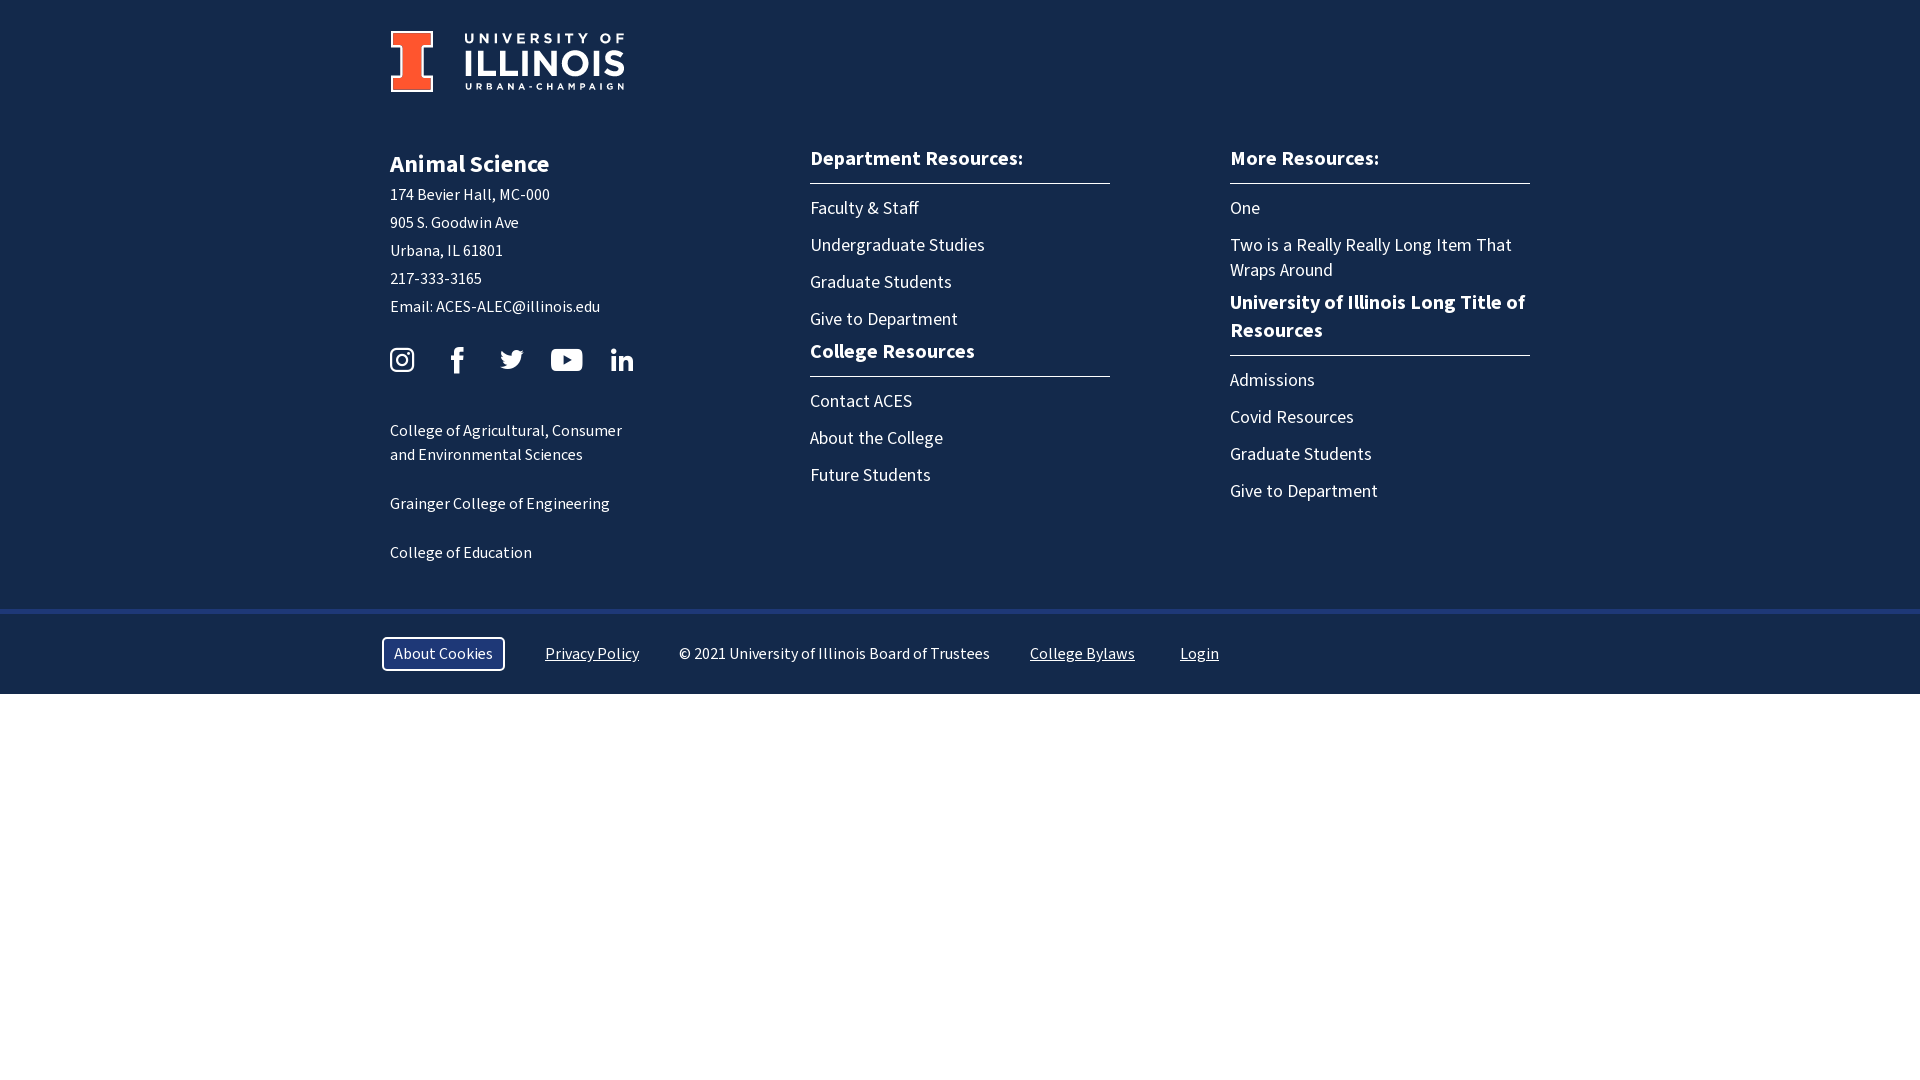 UNIVERSITY OF
ILLINOIS
URBANA-CHAMPAIGN
Animal Science
174 Bevier Hall, MC-000
905 S. Goodwin Ave
Urbana, IL 61801
217-333-3165
Email: ACES-ALEC@illinois.edu
College of Agricultural, Consumer
and Environmental Sciences
Grainger College of Engineering
College of Education
Department Resources:
Faculty & Staff
Undergraduate Studies
Graduate Students
Give to Department
College Resources
Contact ACES
About the College
Future Students
More Resources:
One
Two is a Really Really Long Item That
Wraps Around
University of Illinois Long Title of
Resources
Admissions
Covid Resources
Graduate Students
Give to Department
About Cookies
Privacy Policy
© 2021 University of Illinois Board of Trustees
College Bylaws
Login